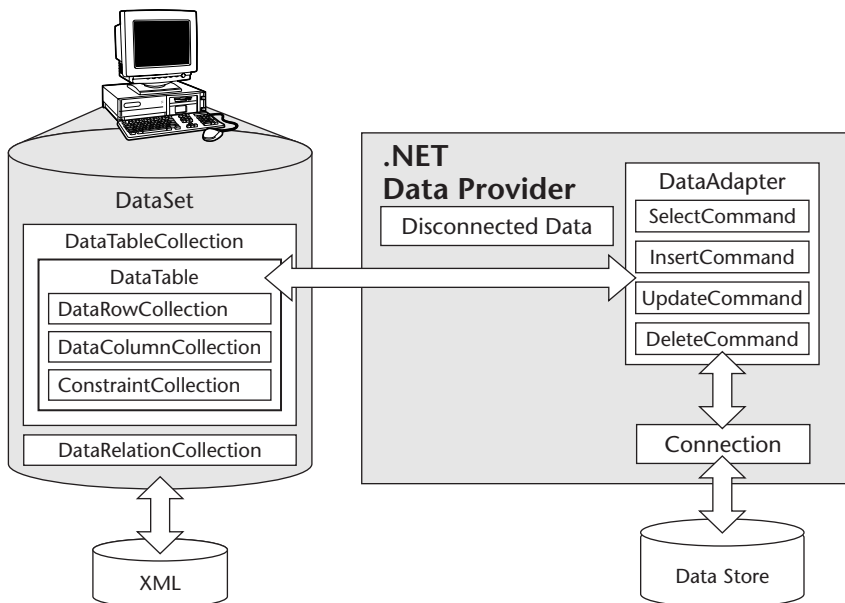 DataSet
DataTableCollection
DataTable
DataRowCollection
DataColumnCollection
ConstraintCollection
DataRelationCollection
XML
.NET
Data Provider
Disconnected Data
DataAdapter
SelectCommand
InsertCommand
UpdateCommand
DeleteCommand
Connection
Data Store